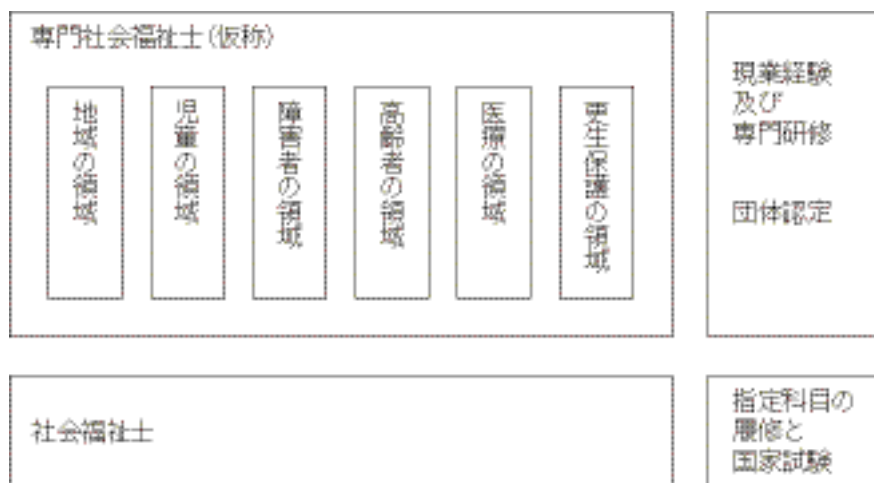 専門社会福祉士(仮称)
地域の領域
児童の領域
障害者の領域
高齢者の領域
医療の領域
更生保護の領域
現業経験
及び
専門研修
団体認定
社会福祉士
指定科目の
履修と
国家試験